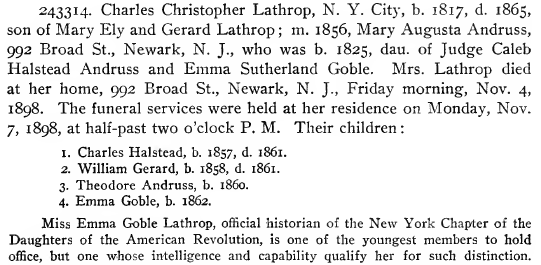 243314. Charles Christopher Lathrop, N. Y. City, b. 1817, d. 1865,
son of Mary Ely and Gerard Lathrop; m. 1856, Mary Augusta Andruss,
992 Broad St., Newark, N. J., who was b. 1825, dau. of Judge Caleb
Halstead Andruss and Emma Sutherland Goble. Mrs. Lathrop died
at her home, 992 Broad St., Newark, N. J., Friday morning, Nov. 4,
1898. The funeral services were held at her residence on Monday, Nov.
7, 1898, at half-past two o'clock P. M. Their children:
1. Charles Halstead, b. 1857, d. 1861.
2. William Gerard, b. 1858, d. 1861.
3. Theodore Andruss, b. 1860.
4. Emma Goble, b. 1862.
Miss Emma Goble Lathrop, official historian of the New York Chapter of the
Daughters of the American Revolution, is one of the youngest members to hold
office, but one whose intelligence and capability qualify her for such distinction.